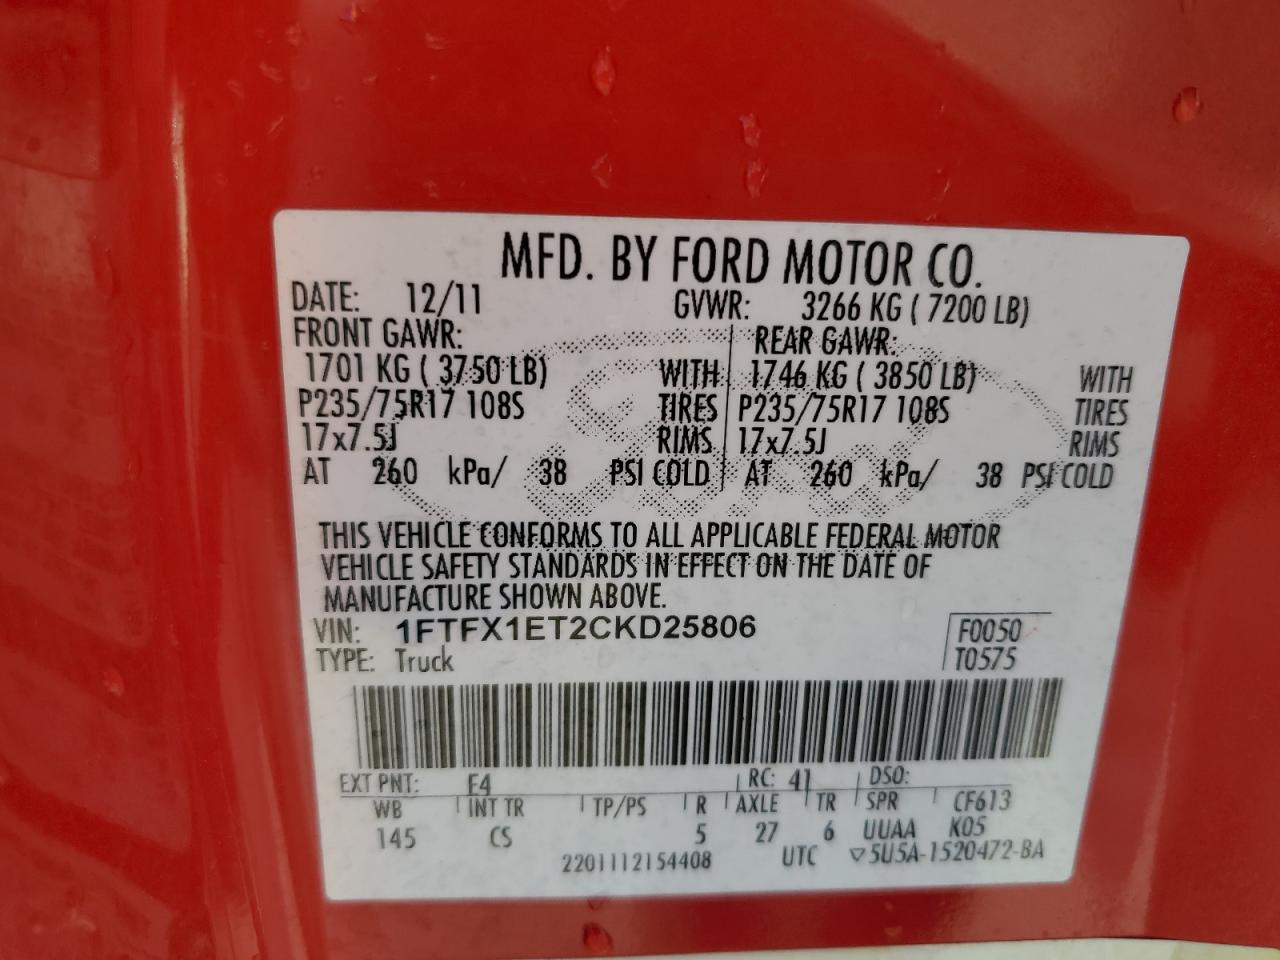 MFD. BY FORD MOTOR CO.
DATE: 12/11 GVWR: 3266 KG ( 7200 LB)
FRONT GAWR: REAR GAWR:
1701 KG ( 3750 LB) WITH 1746 KG ( 3850 LB) WITH
P235/75R17 108S TIRES P235/75R17 108S TIRES
17x7.5J RIMS 17x7.5J RIMS
AT 260 kPa/ 38 PSI COLD AT 260 kPa/ 38 PSI COLD
THIS VEHICLE CONFORMS TO ALL APPLICABLE FEDERAL MOTOR
VEHICLE SAFETY STANDARDS IN EFFECT ON THE DATE OF
MANUFACTURE SHOWN ABOVE.
VIN: 1FTFX1ET2CKD25806 F0050
TYPE: Truck T0575
EXT PNT: F4 RC: 41 DSO:
WB INT TR TP/PS R AXLE TR SPR CF613
145 CS 5 27 6 UUAA K05
2201112154408 UTC ▽5U5A-1520472-BA